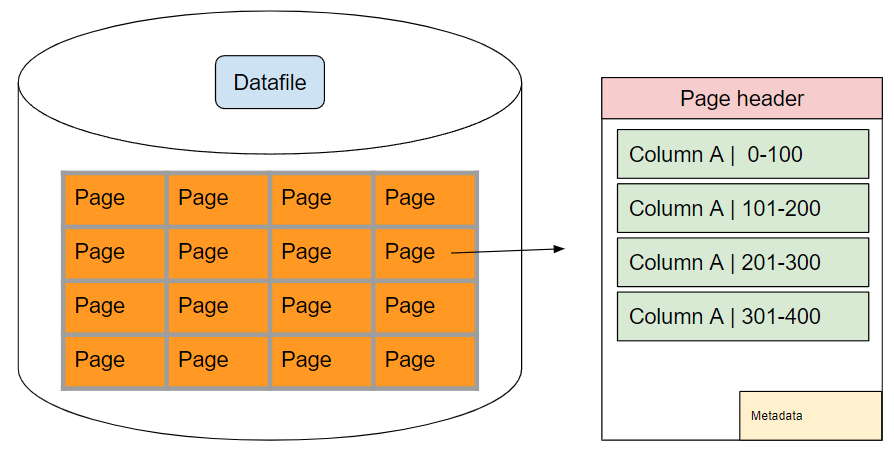 Datafile
Page header
Page Page Page Page
Page Page Page Page
Page Page Page Page
Page Page Page Page
Column A | 0-100
Column A | 101-200
Column A | 201-300
Column A | 301-400
Metadata